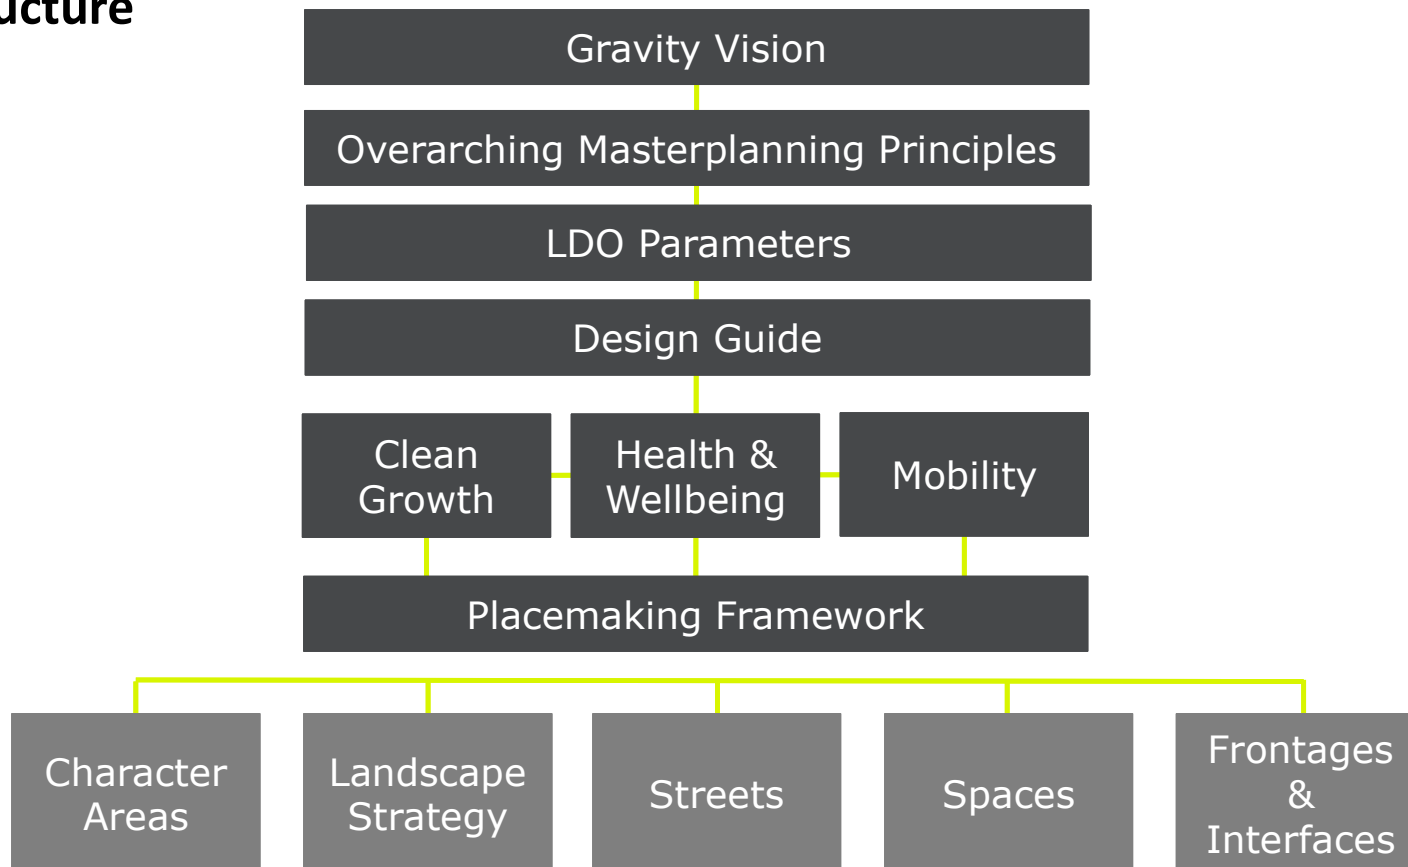 ucture
Gravity Vision
Overarching Masterplanning Principles
LDO Parameters
Design Guide
Clean
Growth
Health &
Wellbeing
Mobility
Placemaking Framework
Character
Areas
Landscape
Strategy
Streets
Spaces
Frontages
&
Interfaces